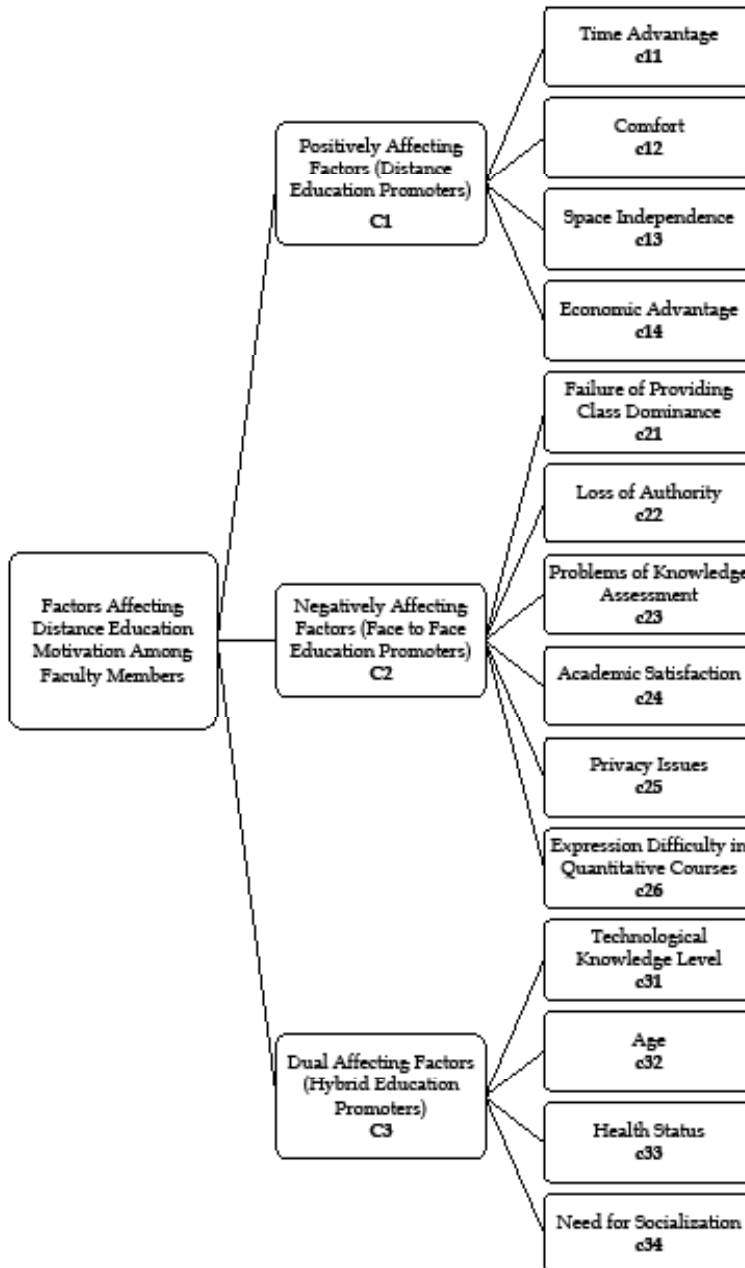 Time Advantage
c11
Comfort
c12
Space Independence
c13
Economic Advantage
c14
Positively Affecting
Factors (Distance
Education Promoters)
C1
Failure of Providing
Class Dominance
c21
Loss of Authority
c22
Problems of Knowledge
Assessment
c23
Academic Satisfaction
c24
Privacy Issues
c25
Expression Difficulty in
Quantitative Courses
c26
Negatively Affecting
Factors (Face to Face
Education Promoters)
C2
Factors Affecting
Distance Education
Motivation Among
Faculty Members
Technological
Knowledge Level
c31
Age
c32
Health Status
c33
Need for Socialization
c34
Dual Affecting Factors
(Hybrid Education
Promoters)
C3